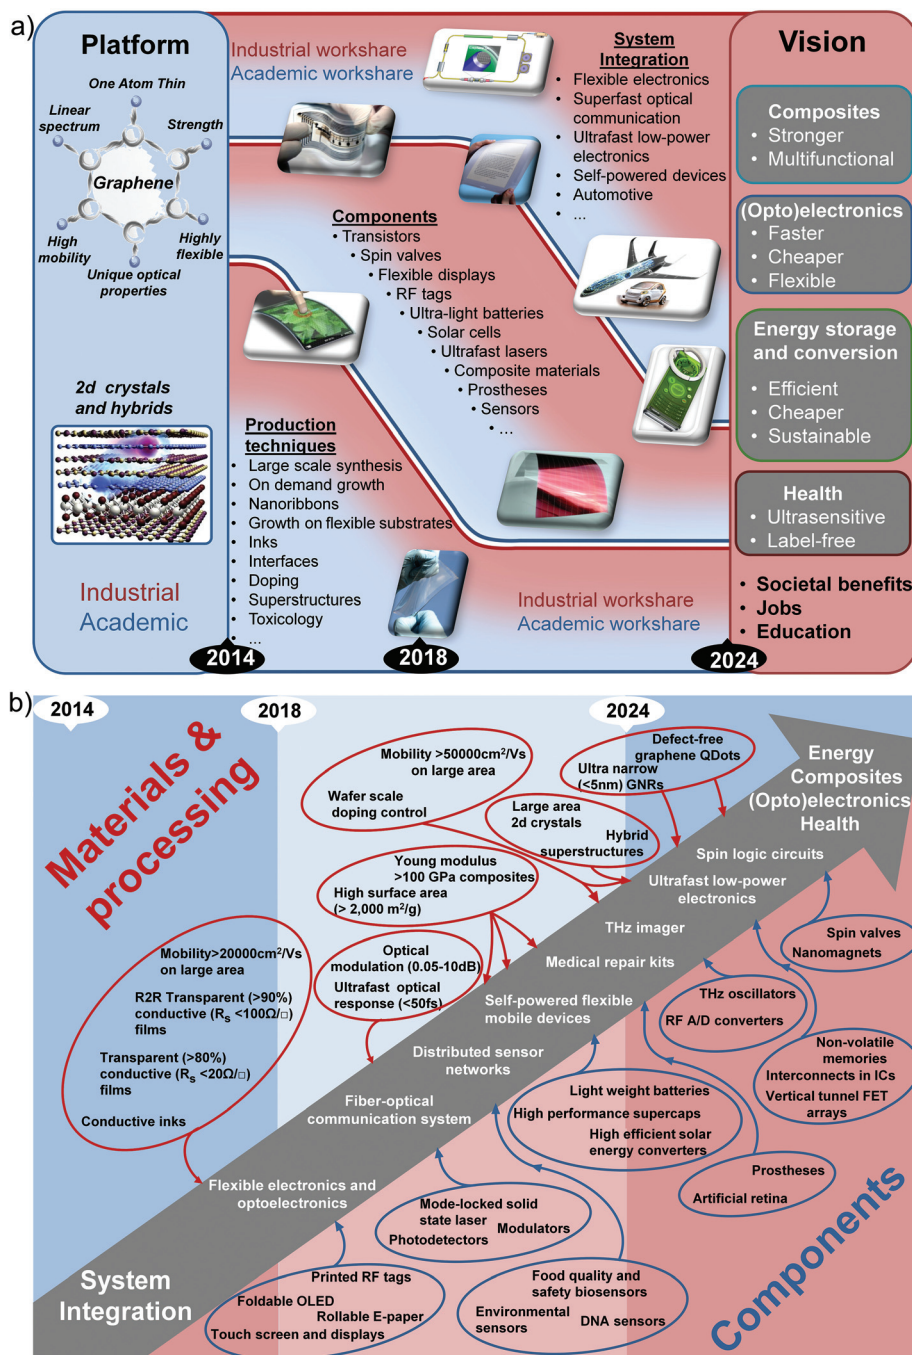 a)
Platform
One Atom Thin
Linear
spectrum
Strength
Graphene
High
mobility
Highly
flexible
Unique optical
properties
2d crystals
and hybrids
Industrial
Academic
Industrial workshare
Academic workshare
System
Integration
• Flexible electronics
• Superfast optical
communication
• Ultrafast low-power
electronics
• Self-powered devices
• Automotive
• ...
Components
• Transistors
• Spin valves
• Flexible displays
• RF tags
• Ultra-light batteries
• Solar cells
• Ultrafast lasers
• Composite materials
• Prostheses
• Sensors
• ...
Production
techniques
• Large scale synthesis
• On demand growth
• Nanoribbons
• Growth on flexible substrates
• Inks
• Interfaces
• Doping
• Superstructures
• Toxicology
• ...
Industrial workshare
Academic workshare
Vision
Composites
• Stronger
• Multifunctional
(Opto)electronics
• Faster
• Cheaper
• Flexible
Energy storage
and conversion
• Efficient
• Cheaper
• Sustainable
Health
• Ultrasensitive
• Label-free
• Societal benefits
• Jobs
• Education
2014
2018
2024
b)
2014
2018
2024
Materials &
processing
Mobility >50000cm²/Vs
on large area
Wafer scale
doping control
Defect-free
graphene QDots
Ultra narrow
(<5nm) GNRs
Large area
2d crystals
Hybrid
superstructures
Young modulus
>100 GPa composites
High surface area
(> 2,000 m²/g)
Optical
modulation (0.05-10dB)
Ultrafast optical
response (<50fs)
Mobility>20000cm²/Vs
on large area
R2R Transparent (>90%)
conductive (Rs <100Ω/□)
films
Transparent (>80%)
conductive (Rs <20Ω/□)
films
Conductive inks
Energy
Composites
(Opto)electronics
Health
Spin logic circuits
Ultrafast low-power
electronics
THz imager
Medical repair kits
Self-powered flexible
mobile devices
Distributed sensor
networks
Fiber-optical
communication system
Flexible electronics and
optoelectronics
System
Integration
Spin valves
Nanomagnets
THz oscillators
RF A/D converters
Non-volatile
memories
Interconnects in ICs
Vertical tunnel FET
arrays
Light weight batteries
High performance supercaps
High efficient solar
energy converters
Prostheses
Artificial retina
Mode-locked solid
state laser
Modulators
Photodetectors
Printed RF tags
Foldable OLED
Rollable E-paper
Touch screen and displays
Food quality and
safety biosensors
Environmental
sensors
DNA sensors
Components